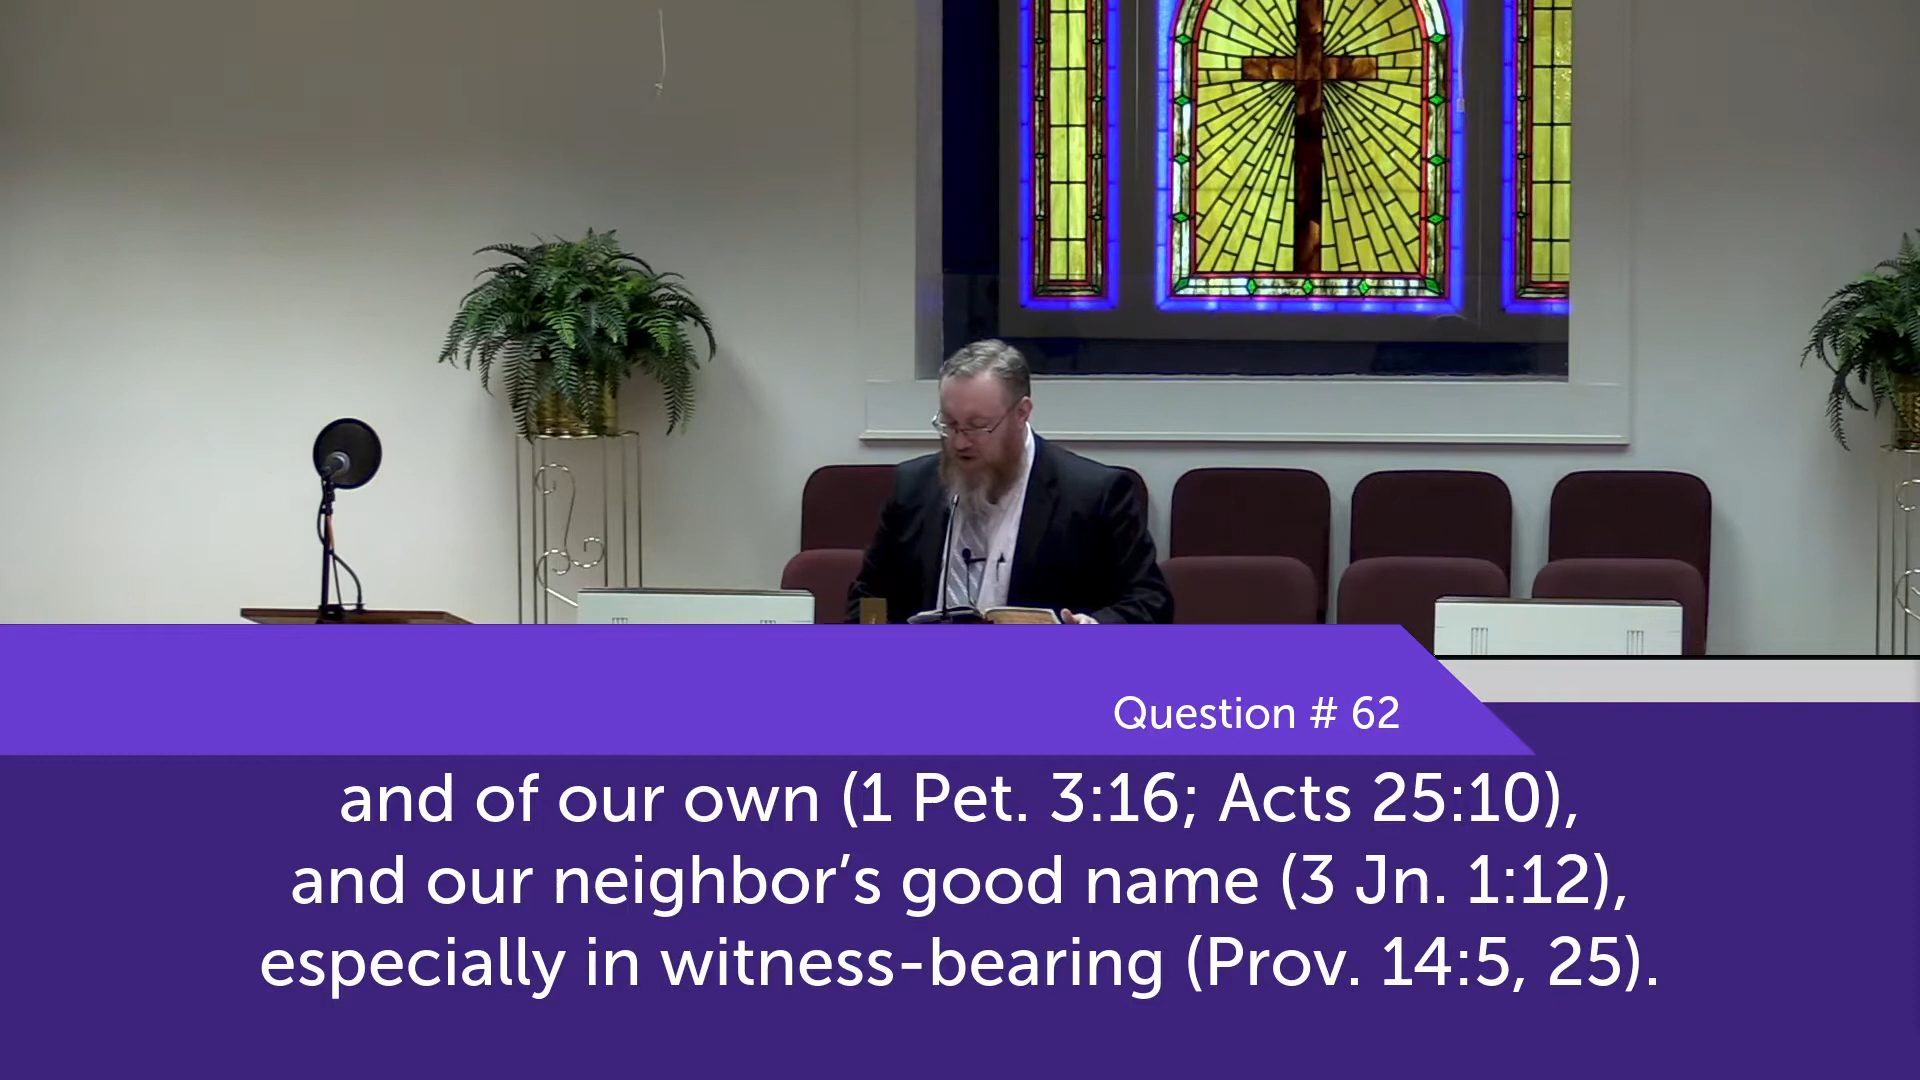 Question # 62
and of our own (1 Pet. 3:16; Acts 25:10),
and our neighbor’s good name (3 Jn. 1:12),
especially in witness-bearing (Prov. 14:5, 25).